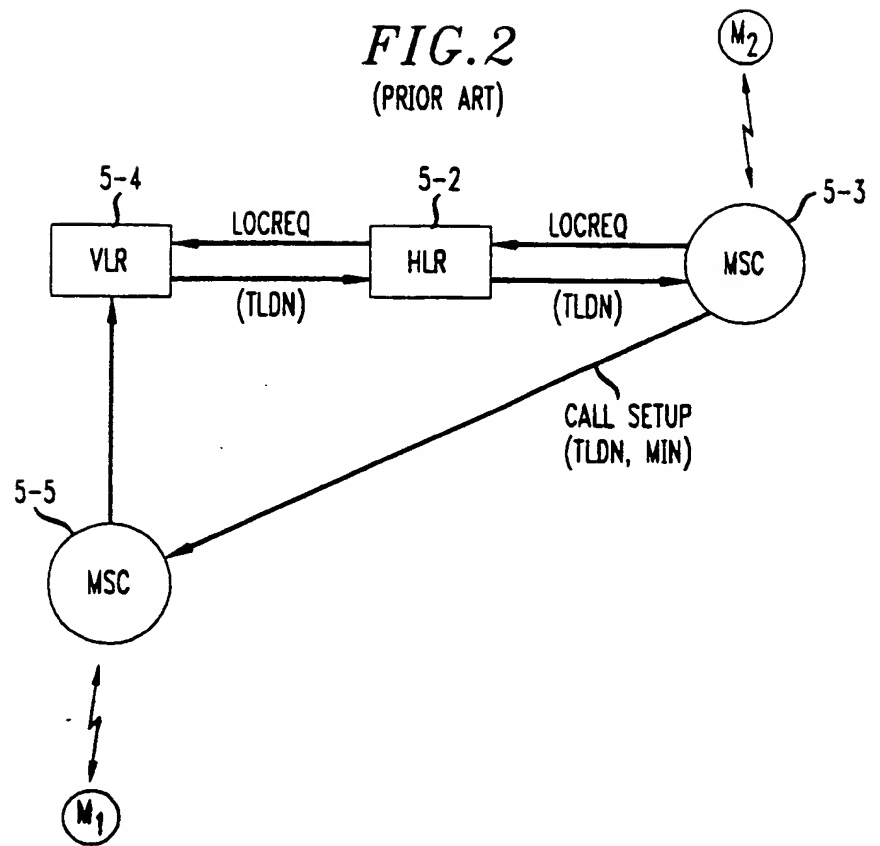 FIG.2
(PRIOR ART)
M2
5-4
5-2
5-3
LOCREQ
LOCREQ
VLR
HLR
MSC
(TLDN)
(TLDN)
CALL SETUP
(TLDN, MIN)
5-5
MSC
M1